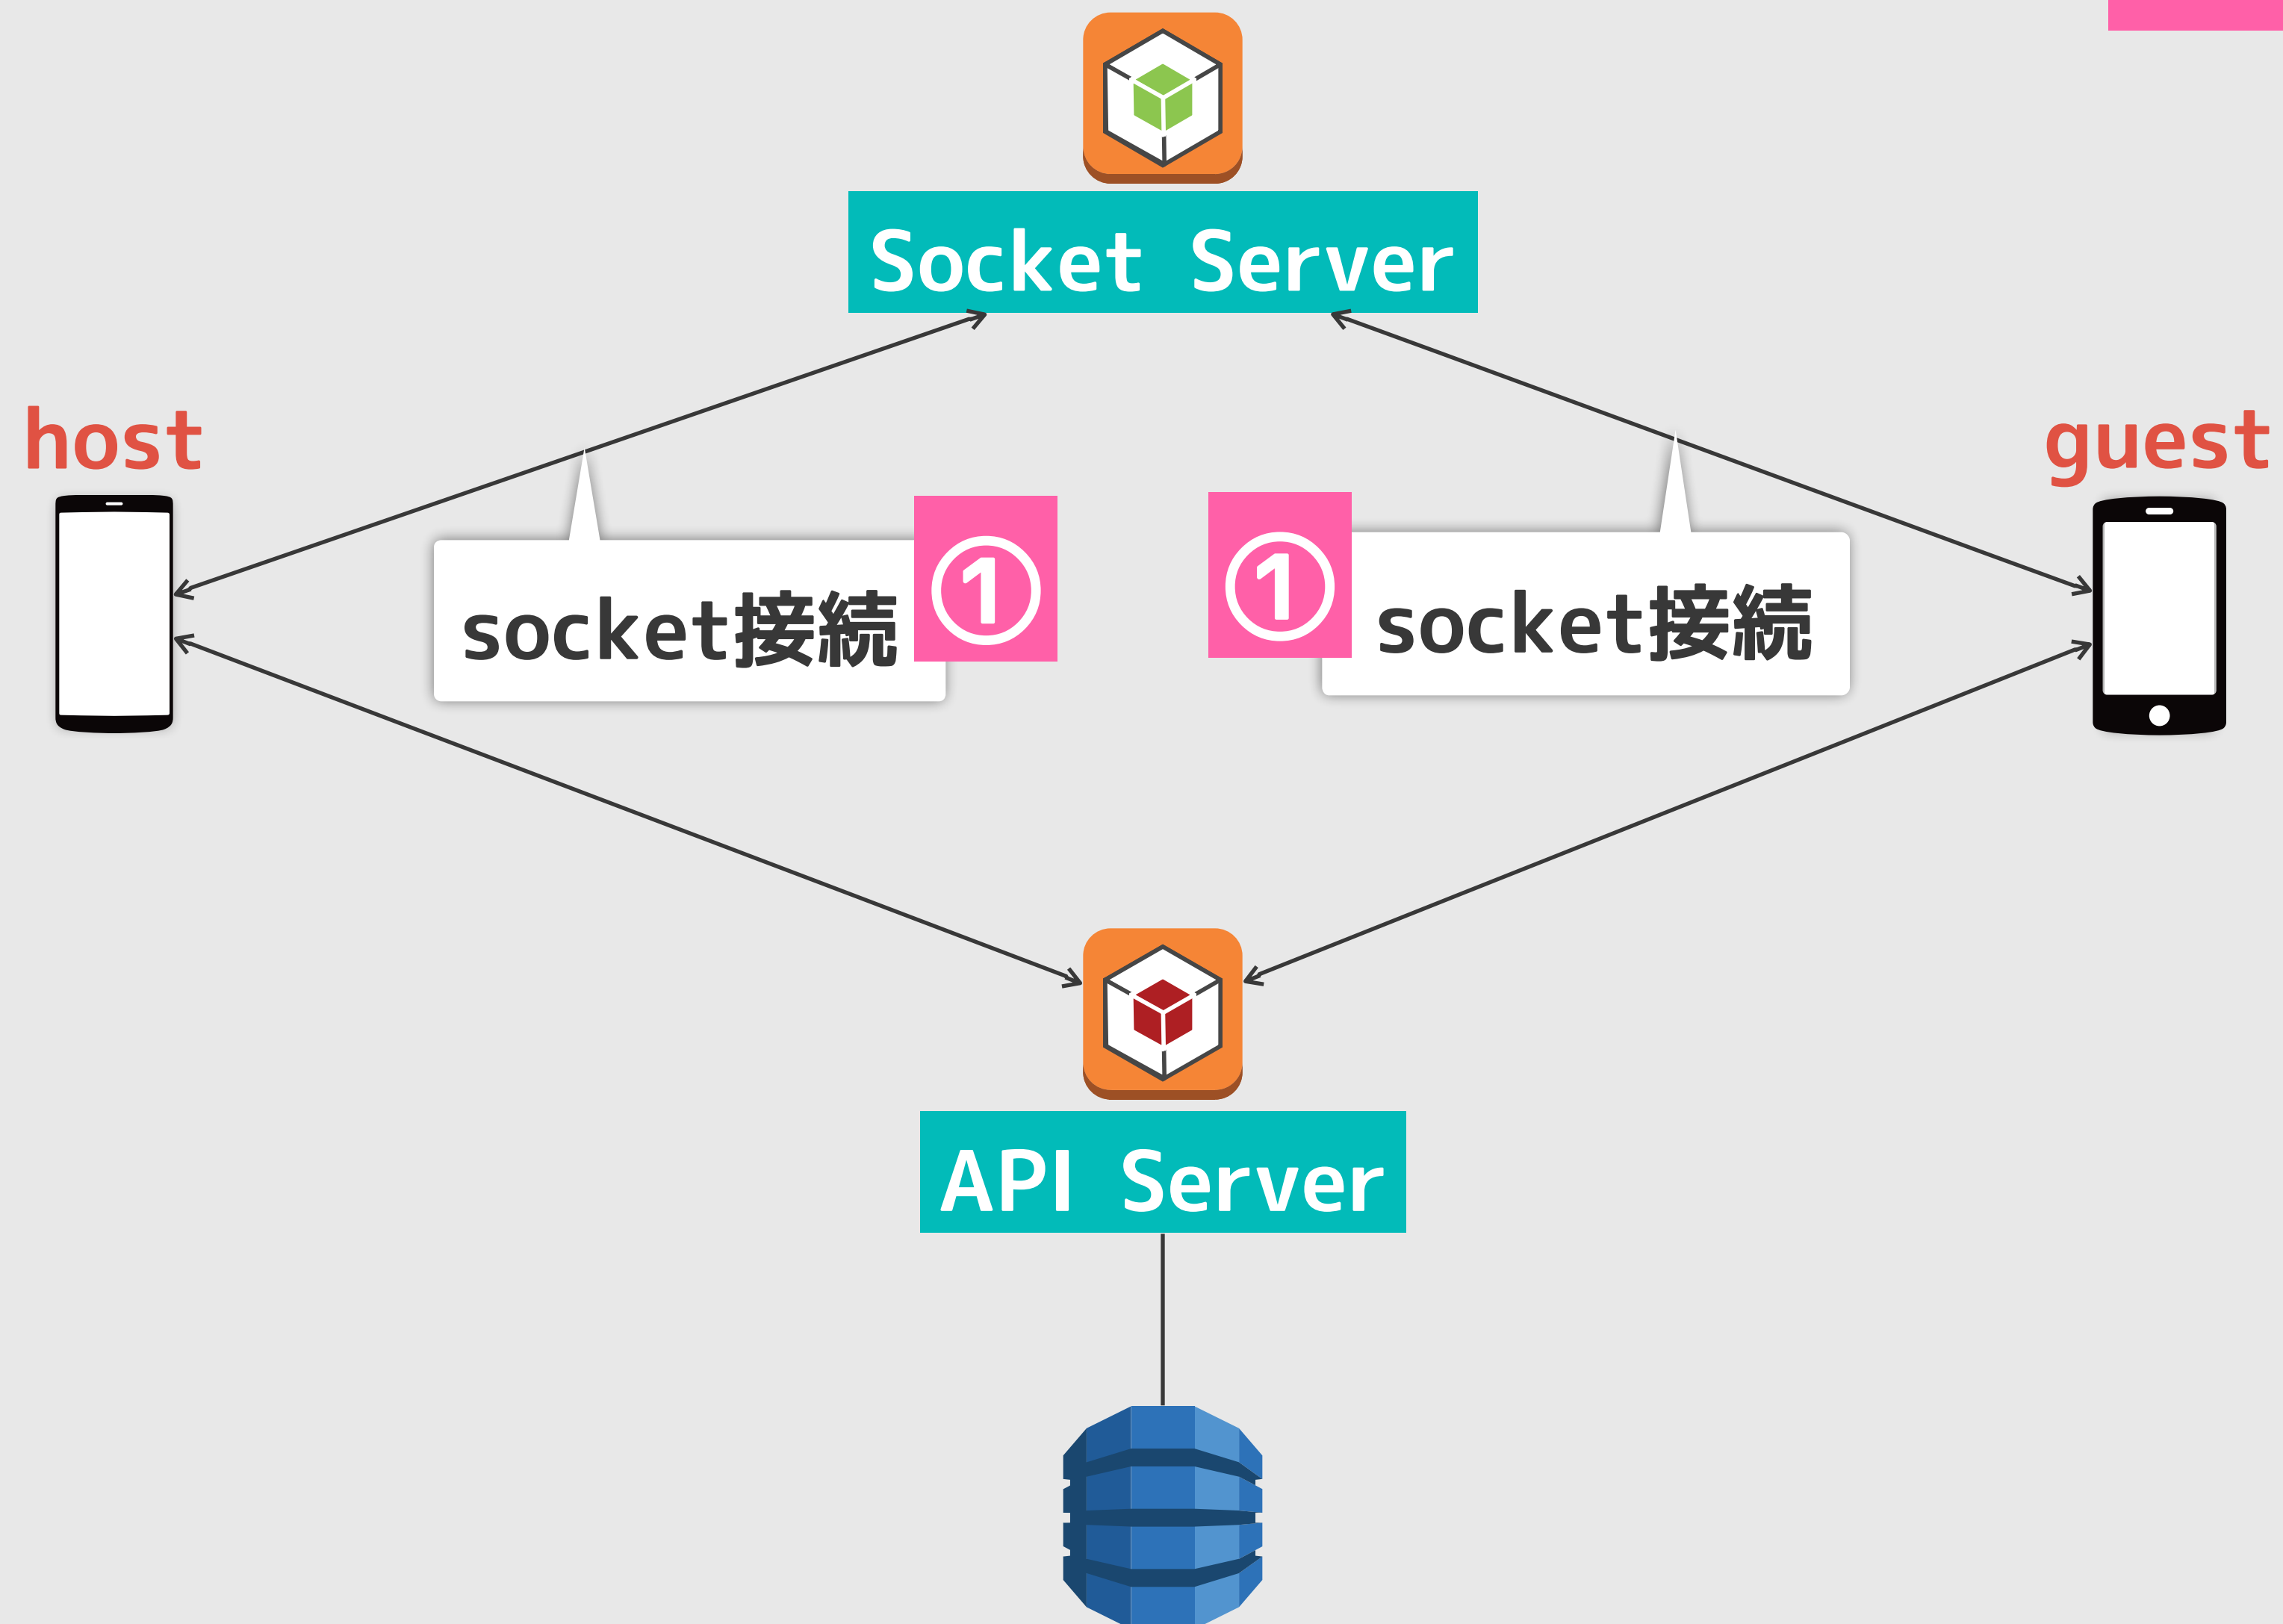 Socket Server
host
guest
socket接続
①
①
socket接続
API Server